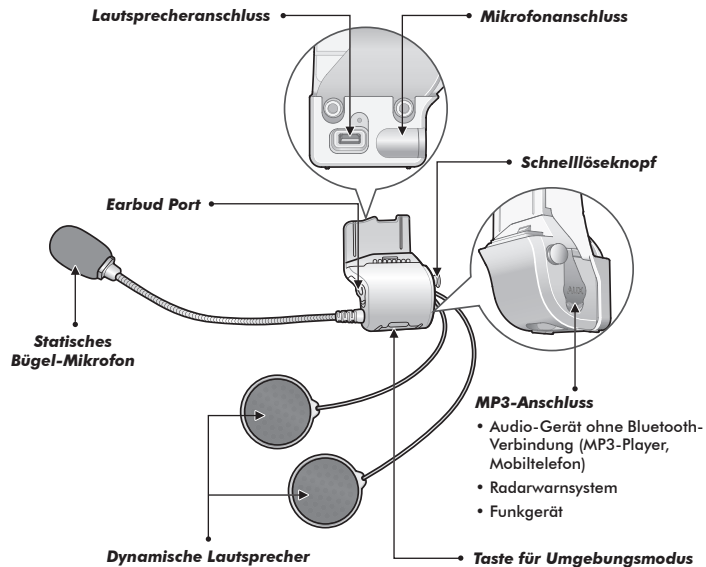 Lautsprecheranschluss
Mikrofonanschluss
Schnelllöseknopf
Earbud Port
Statisches
Bügel-Mikrofon
MP3-Anschluss
• Audio-Gerät ohne Bluetooth-
Verbindung (MP3-Player,
Mobiltelefon)
• Radarwarnsystem
• Funkgerät
Dynamische Lautsprecher
Taste für Umgebungsmodus